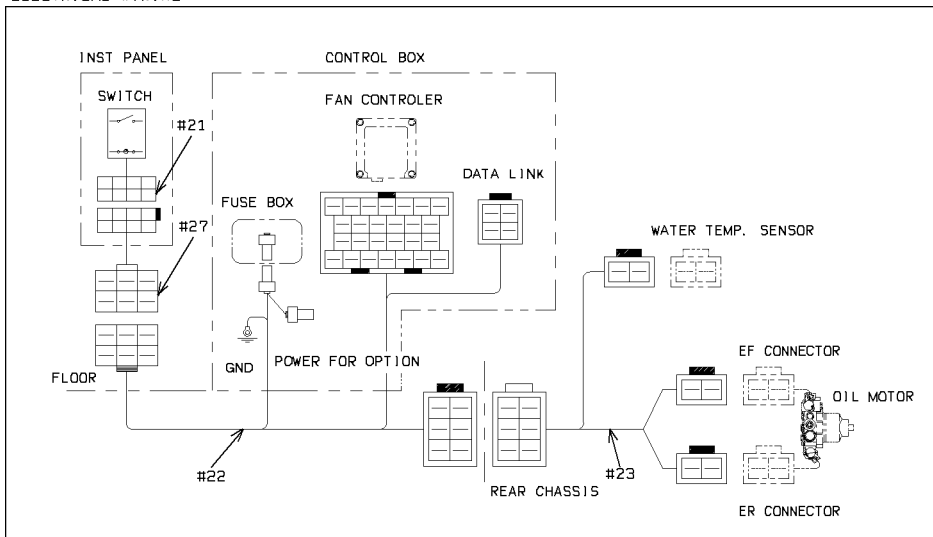 INST PANEL
CONTROL BOX
SWITCH
FAN CONTROLER
#21
DATA LINK
FUSE BOX
WATER TEMP. SENSOR
#27
GND
POWER FOR OPTION
EF CONNECTOR
FLOOR
OIL MOTOR
#22
REAR CHASSIS
#23
ER CONNECTOR